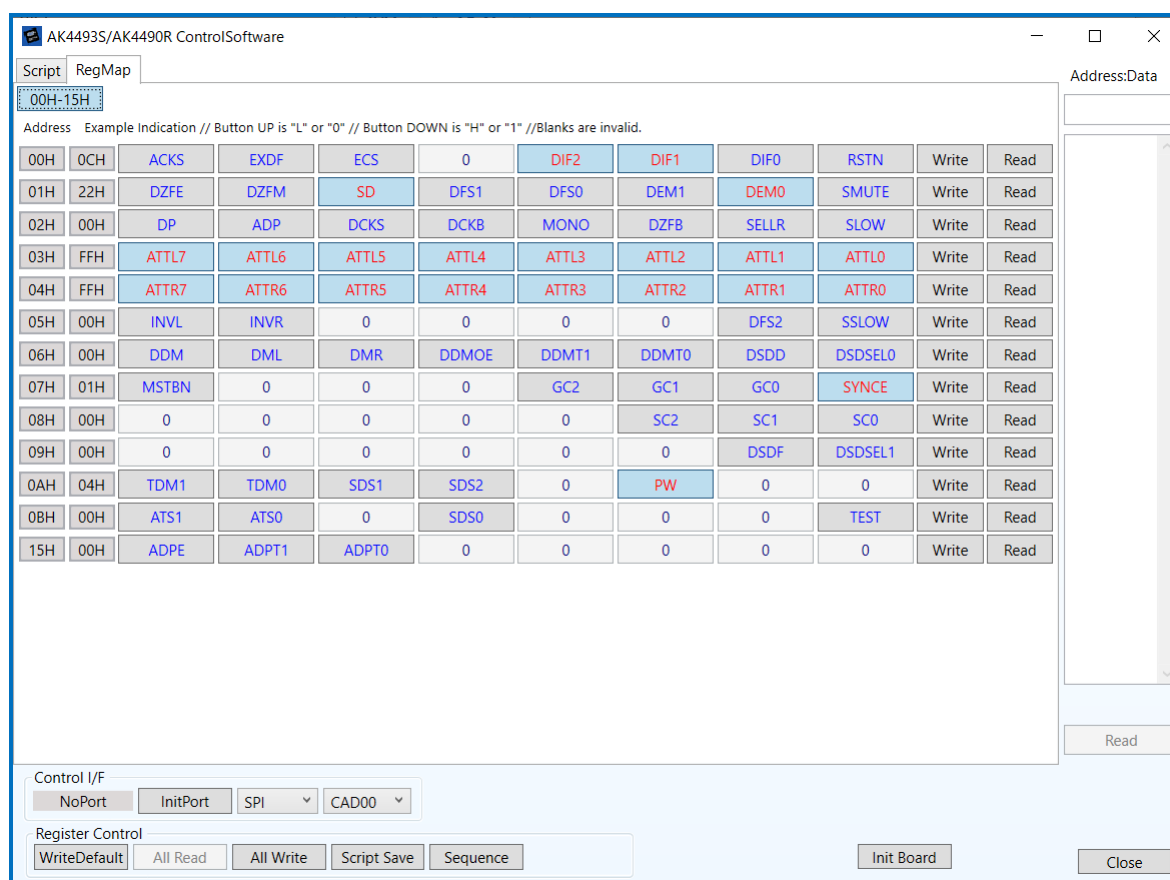 AK4493S/AK4490R ControlSoftware
Script RegMap
Address:Data
00H-15H
Address Example Indication // Button UP is "L" or "0" // Button DOWN is "H" or "1" //Blanks are invalid.
00H 0CH ACKS EXDF ECS 0 DIF2 DIF1 DIF0 RSTN Write Read
01H 22H DZFE DZFM SD DFS1 DFS0 DEM1 DEM0 SMUTE Write Read
02H 00H DP ADP DCKS DCKB MONO DZFB SELLR SLOW Write Read
03H FFH ATTL7 ATTL6 ATTL5 ATTL4 ATTL3 ATTL2 ATTL1 ATTL0 Write Read
04H FFH ATTR7 ATTR6 ATTR5 ATTR4 ATTR3 ATTR2 ATTR1 ATTR0 Write Read
05H 00H INVL INVR 0 0 0 0 DFS2 SSLOW Write Read
06H 00H DDM DML DMR DDMOE DDMT1 DDMT0 DSDD DSDSEL0 Write Read
07H 01H MSTBN 0 0 0 GC2 GC1 GC0 SYNCE Write Read
08H 00H 0 0 0 0 0 SC2 SC1 SC0 Write Read
09H 00H 0 0 0 0 0 0 DSDF DSDSEL1 Write Read
0AH 04H TDM1 TDM0 SDS1 SDS2 0 PW 0 0 Write Read
0BH 00H ATS1 ATS0 0 SDS0 0 0 0 TEST Write Read
15H 00H ADPE ADPT1 ADPT0 0 0 0 0 0 Write Read
Read
Control I/F
NoPort InitPort SPI CAD00
Register Control
WriteDefault All Read All Write Script Save Sequence Init Board Close